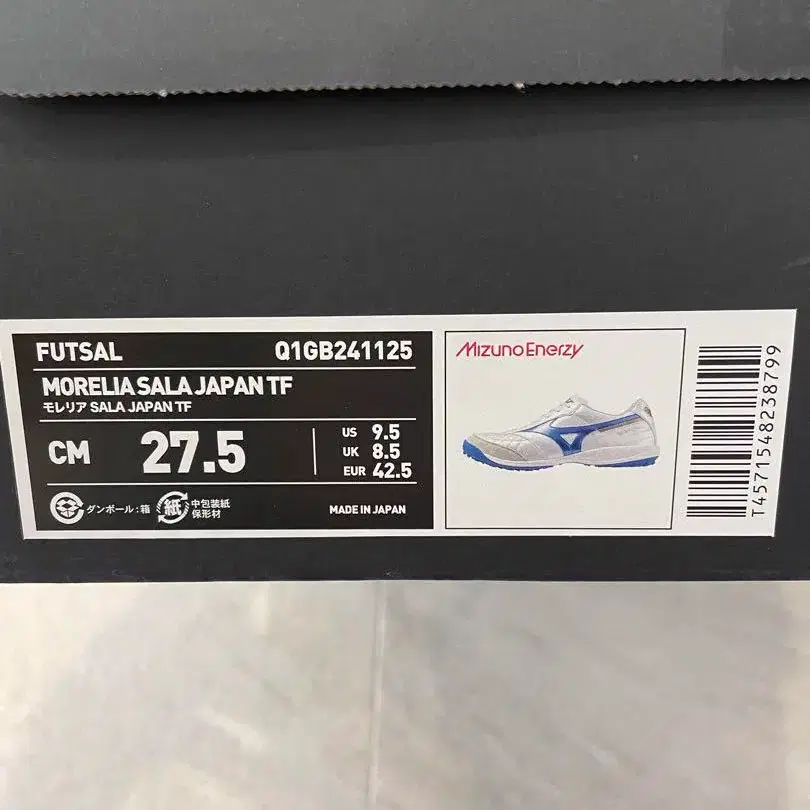 FUTSAL Q1GB241125
MORELIA SALA JAPAN TF
モレリア SALA JAPAN TF
CM 27.5
US 9.5
UK 8.5
EUR 42.5
ダンボール:箱
紙 中包装紙
保形材
MADE IN JAPAN
Mizuno Enerzy
T4571548238799